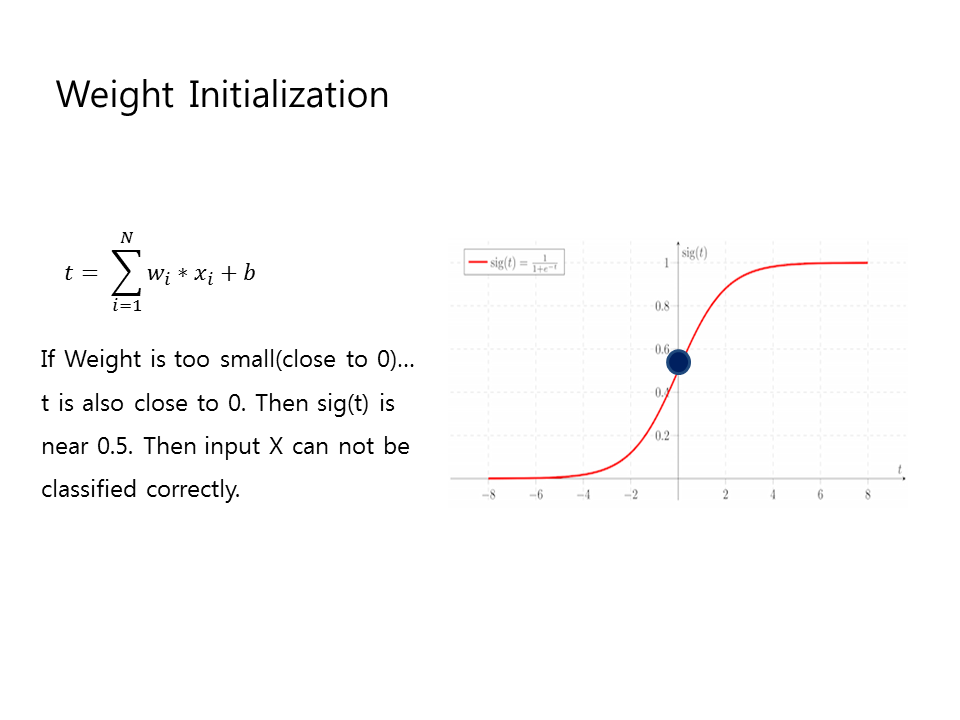 Weight Initialization
t = \sum_{i=1}^{N} w_i * x_i + b
If Weight is too small(close to 0)...
t is also close to 0. Then sig(t) is
near 0.5. Then input X can not be
classified correctly.
sig(t) = \frac{1}{1+e^{-t}}
sig(t)
1
0.8
0.6
0.4
0.2
t
−8 −6 −4 −2 2 4 6 8